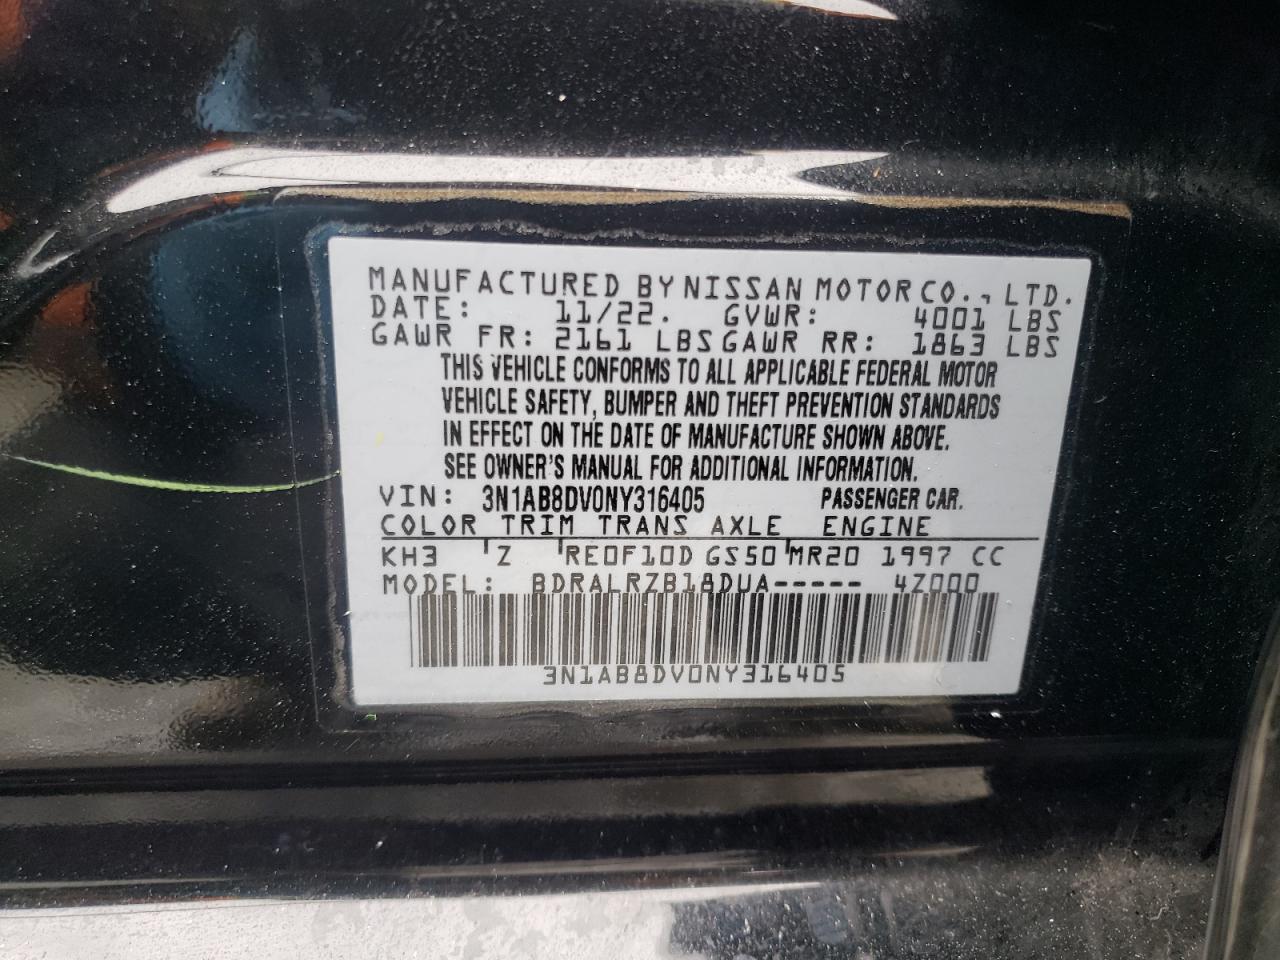 MANUFACTURED BY NISSAN MOTOR CO., LTD.
DATE: 11/22. GVWR: 4001 LBS
GAWR FR: 2161 LBS GAWR RR: 1863 LBS
THIS VEHICLE CONFORMS TO ALL APPLICABLE FEDERAL MOTOR
VEHICLE SAFETY, BUMPER AND THEFT PREVENTION STANDARDS
IN EFFECT ON THE DATE OF MANUFACTURE SHOWN ABOVE.
SEE OWNER'S MANUAL FOR ADDITIONAL INFORMATION.
VIN: 3N1AB8DV0NY316405 PASSENGER CAR.
COLOR TRIM TRANS AXLE ENGINE
KH3 Z RE0F10D GS50 MR20 1997 CC
MODEL: BDRALRZB18DUA----- 4Z000
3N1AB8DV0NY316405